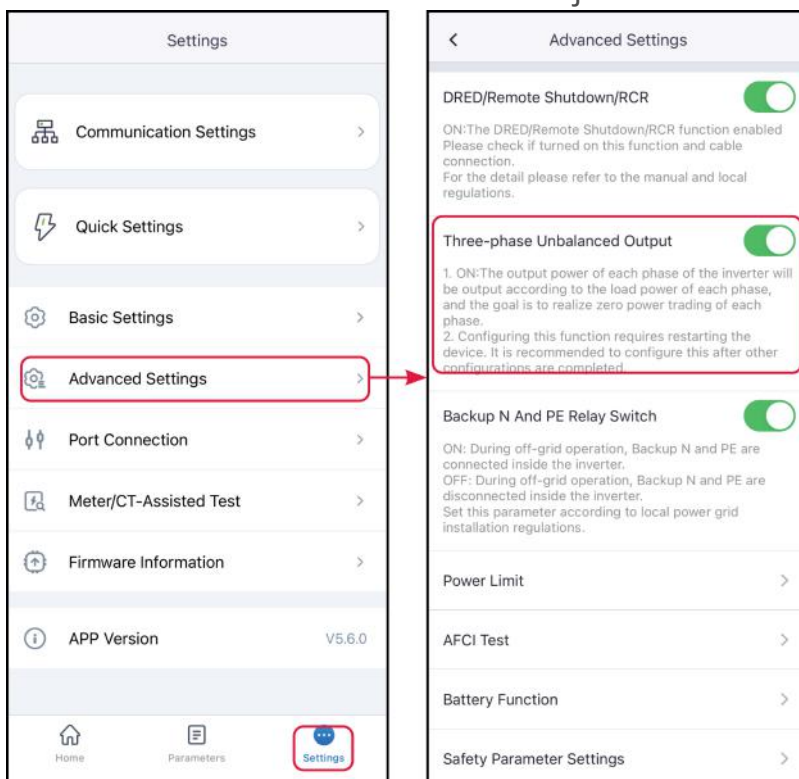 Settings
Communication Settings
Quick Settings
Basic Settings
Advanced Settings
Port Connection
Meter/CT-Assisted Test
Firmware Information
APP Version V5.6.0
Home Parameters Settings
Advanced Settings
DRED/Remote Shutdown/RCR
ON:The DRED/Remote Shutdown/RCR function enabled
Please check if turned on this function and cable
connection.
For the detail please refer to the manual and local
regulations.
Three-phase Unbalanced Output
1. ON:The output power of each phase of the inverter will
be output according to the load power of each phase,
and the goal is to realize zero power trading of each
phase.
2. Configuring this function requires restarting the
device. It is recommended to configure this after other
configurations are completed.
Backup N And PE Relay Switch
ON: During off-grid operation, Backup N and PE are
connected inside the inverter.
OFF: During off-grid operation, Backup N and PE are
disconnected inside the inverter.
Set this parameter according to local power grid
installation regulations.
Power Limit
AFCI Test
Battery Function
Safety Parameter Settings